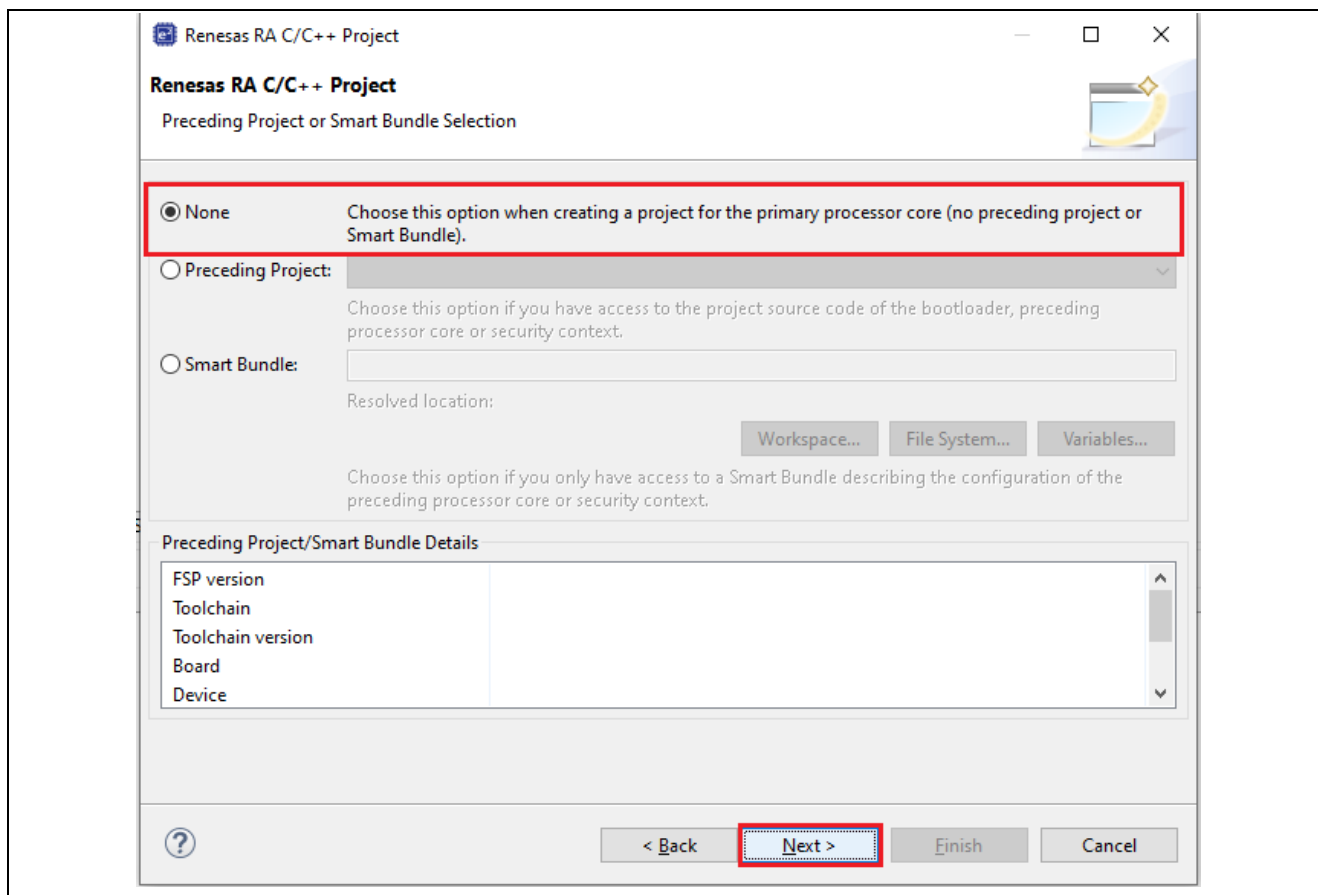 Renesas RA C/C++ Project
Renesas RA C/C++ Project
Preceding Project or Smart Bundle Selection
None
Choose this option when creating a project for the primary processor core (no preceding project or
Smart Bundle).
Preceding Project:
Choose this option if you have access to the project source code of the bootloader, preceding
processor core or security context.
Smart Bundle:
Resolved location:
Workspace...
File System...
Variables...
Choose this option if you only have access to a Smart Bundle describing the configuration of the
preceding processor core or security context.
Preceding Project/Smart Bundle Details
FSP version
Toolchain
Toolchain version
Board
Device
< Back
Next >
Finish
Cancel